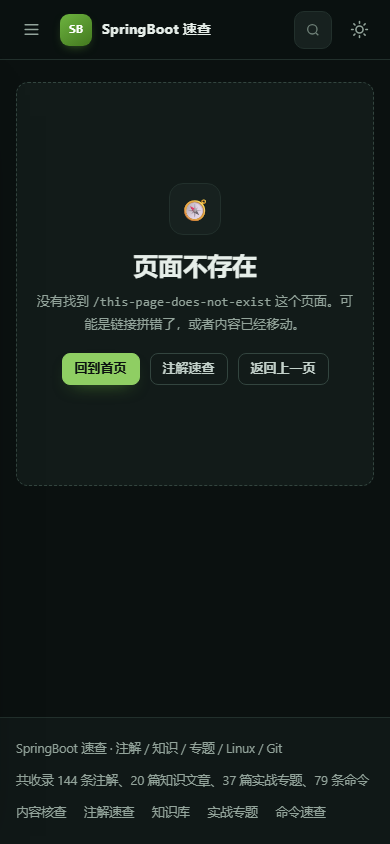 SB SpringBoot 速查
页面不存在
没有找到 /this-page-does-not-exist 这个页面。可
能是链接拼错了，或者内容已经移动。
回到首页 注解速查 返回上一页
SpringBoot 速查 · 注解 / 知识 / 专题 / Linux / Git
共收录 144 条注解、20 篇知识文章、37 篇实战专题、79 条命令
内容核查 注解速查 知识库 实战专题 命令速查